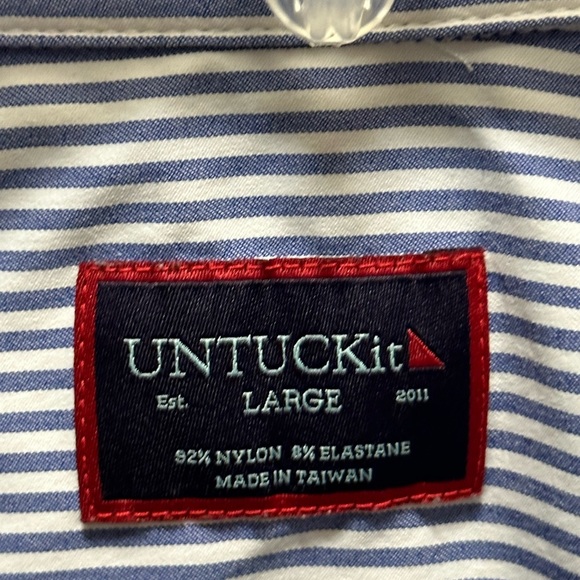 UNTUCKit
Est. LARGE 2011
92% NYLON 8% ELASTANE
MADE IN TAIWAN